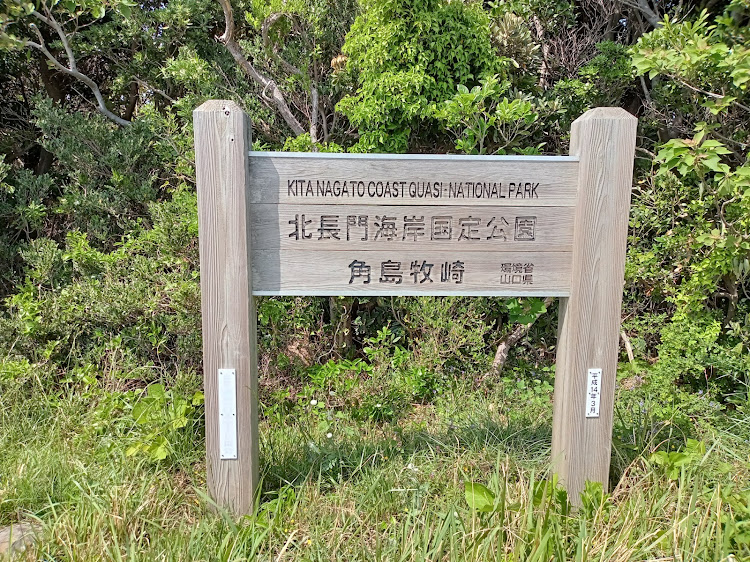 KITA NAGATO COAST QUASI-NATIONAL PARK
北長門海岸国定公園
角島牧崎
環境省
山口県
平成14年3月